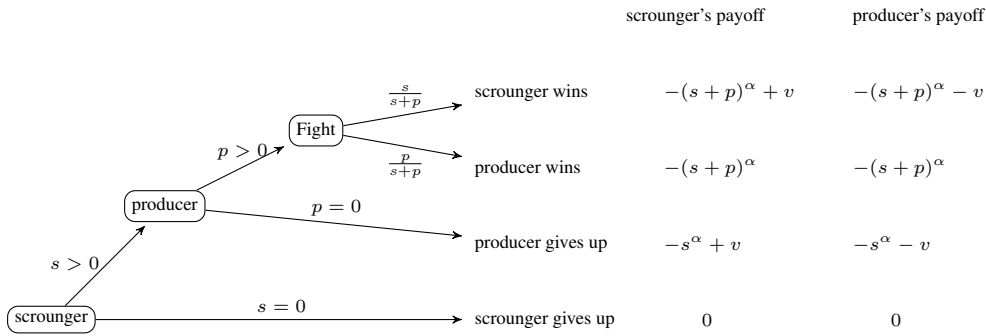 scrounger's payoff producer's payoff
s/(s+p) scrounger wins −(s + p)^α + v −(s + p)^α − v
Fight
p > 0
p/(s+p) producer wins −(s + p)^α −(s + p)^α
producer
p = 0
producer gives up −s^α + v −s^α − v
s > 0
s = 0
scrounger scrounger gives up 0 0